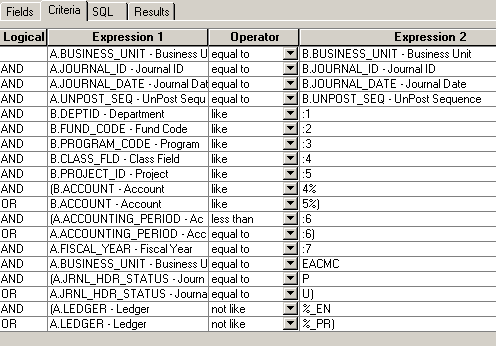 Fields Criteria SQL Results
Logical Expression 1 Operator Expression 2
A.BUSINESS_UNIT - Business U equal to B.BUSINESS_UNIT - Business Unit
AND A.JOURNAL_ID - Journal ID equal to B.JOURNAL_ID - Journal ID
AND A.JOURNAL_DATE - Journal Dat equal to B.JOURNAL_DATE - Journal Date
AND A.UNPOST_SEQ - UnPost Sequ equal to B.UNPOST_SEQ - UnPost Sequence
AND B.DEPTID - Department like :1
AND B.FUND_CODE - Fund Code like :2
AND B.PROGRAM_CODE - Program like :3
AND B.CLASS_FLD - Class Field like :4
AND B.PROJECT_ID - Project like :5
AND (B.ACCOUNT - Account like 4%
OR B.ACCOUNT - Account like 5%)
AND (A.ACCOUNTING_PERIOD - Ac less than :6
OR A.ACCOUNTING_PERIOD - Acc equal to :6)
AND A.FISCAL_YEAR - Fiscal Year equal to :7
AND A.BUSINESS_UNIT - Business U equal to EACMC
AND (A.JRNL_HDR_STATUS - Journ equal to P
OR A.JRNL_HDR_STATUS - Journa equal to U)
AND (A.LEDGER - Ledger not like %_EN
OR A.LEDGER - Ledger not like %_PR)